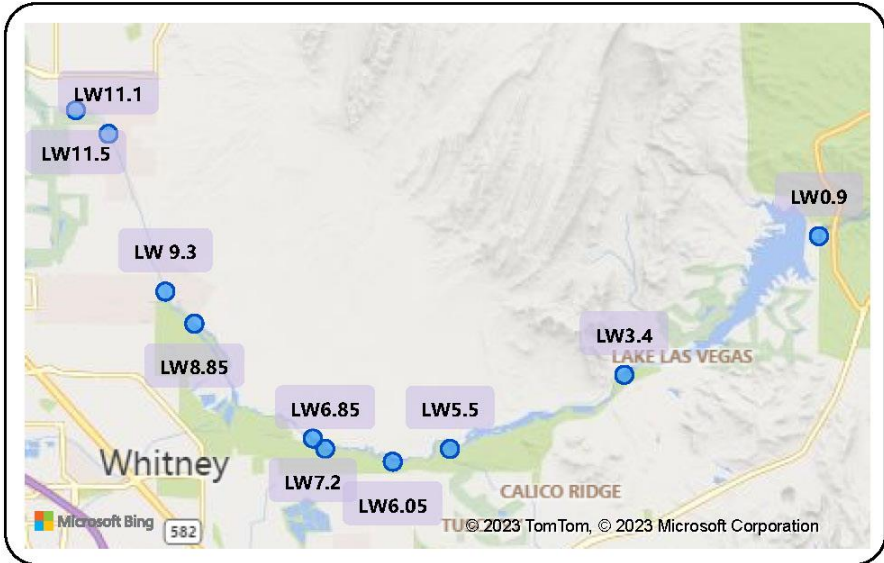 LW11.1
LW11.5
LW0.9
LW 9.3
LW3.4
LAKE LAS VEGAS
LW8.85
LW6.85
LW5.5
Whitney
LW7.2
CALICO RIDGE
LW6.05
Microsoft Bing
582
TU
© 2023 TomTom, © 2023 Microsoft Corporation